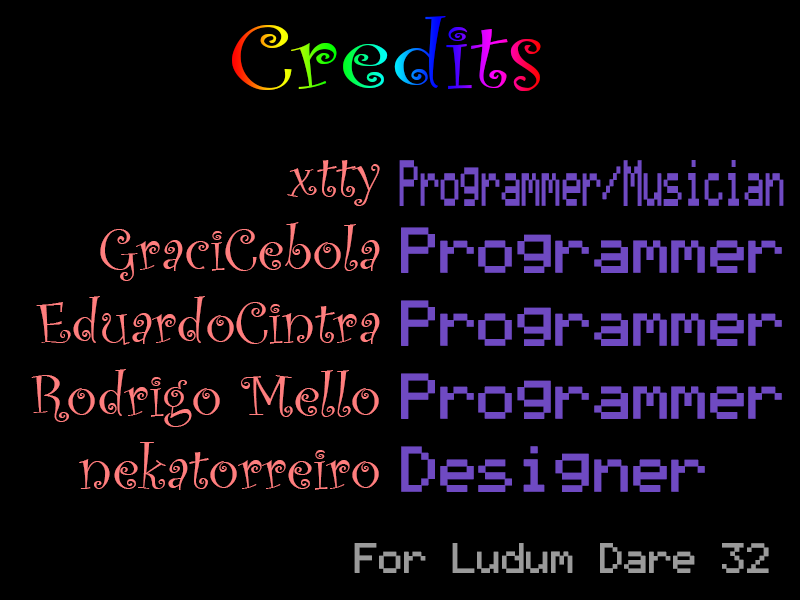 Credits
xtty Programmer/Musician
GraciCebola Programmer
EduardoCintra Programmer
Rodrigo Mello Programmer
nekatorreiro Designer
For Ludum Dare 32